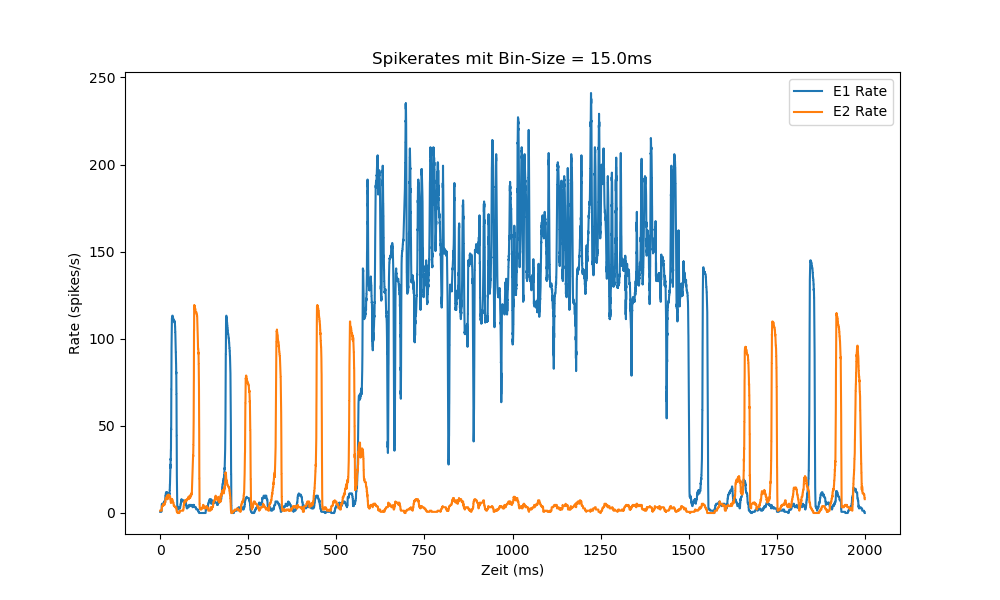 Spikerates mit Bin-Size = 15.0ms
E1 Rate
E2 Rate
250
200
150
100
50
0
Rate (spikes/s)
0 250 500 750 1000 1250 1500 1750 2000
Zeit (ms)